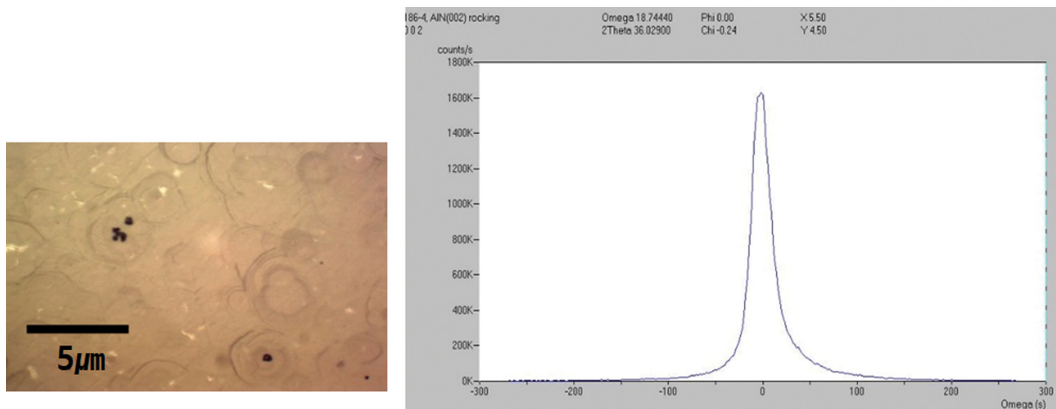 186-4, AlN(002) rocking Omega 18.74440 Phi 0.00 X 5.50
0 0 2 2Theta 36.02900 Chi -0.24 Y 4.50
counts/s
1800K
1600K
1400K
1200K
1000K
800K
600K
400K
200K
0K
-300 -200 -100 0 100 200 300
Omega (s)
5µm